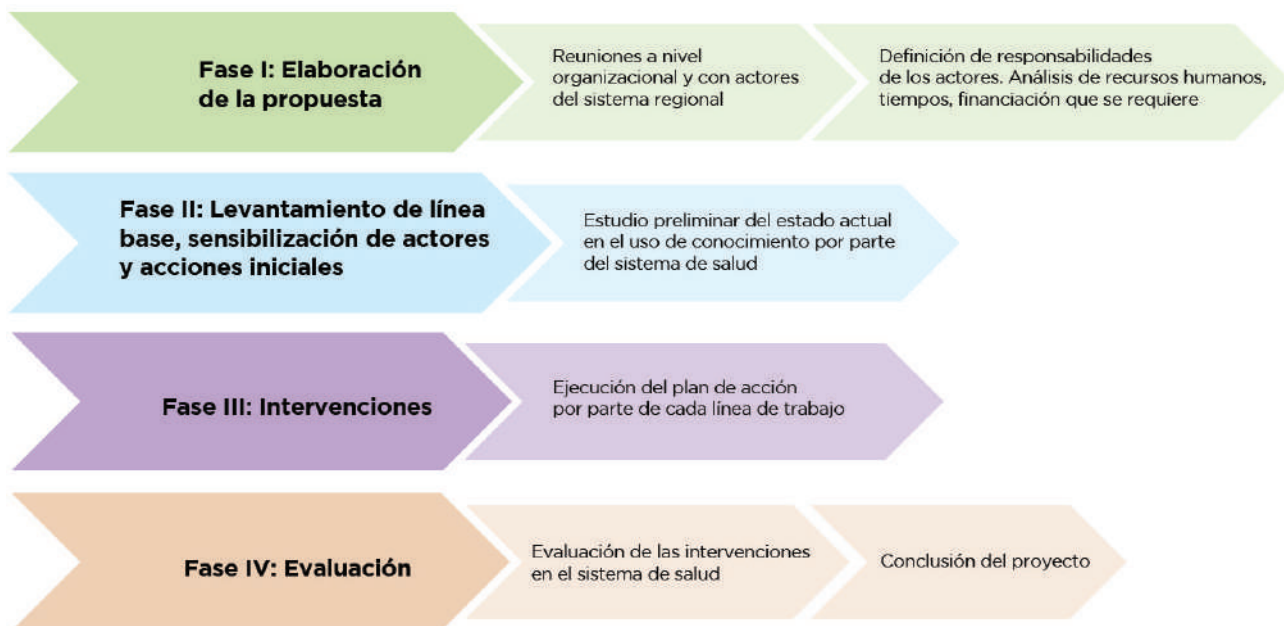 Fase I: Elaboración
de la propuesta
Reuniones a nivel
organizacional y con actores
del sistema regional
Definición de responsabilidades
de los actores. Análisis de recursos humanos,
tiempos, financiación que se requiere
Fase II: Levantamiento de línea
base, sensibilización de actores
y acciones iniciales
Estudio preliminar del estado actual
en el uso de conocimiento por parte
del sistema de salud
Fase III: Intervenciones
Ejecución del plan de acción
por parte de cada línea de trabajo
Fase IV: Evaluación
Evaluación de las intervenciones
en el sistema de salud
Conclusión del proyecto